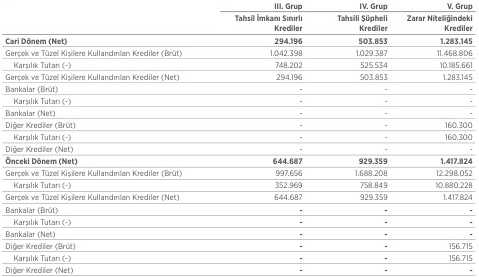 III. Grup IV. Grup V. Grup
Tahsil İmkanı Sınırlı Tahsili Şüpheli Zarar Niteliğindeki
Krediler Krediler Krediler
Cari Dönem (Net) 294.196 503.853 1.283.145
Gerçek ve Tüzel Kişilere Kullandırılan Krediler (Brüt) 1.042.398 1.029.387 11.468.806
Karşılık Tutarı (-) 748.202 525.534 10.185.661
Gerçek ve Tüzel Kişilere Kullandırılan Krediler (Net) 294.196 503.853 1.283.145
Bankalar (Brüt) - - -
Karşılık Tutarı (-) - - -
Bankalar (Net) - - -
Diğer Krediler (Brüt) - - 160.300
Karşılık Tutarı (-) - - 160.300
Diğer Krediler (Net) - - -
Önceki Dönem (Net) 644.687 929.359 1.417.824
Gerçek ve Tüzel Kişilere Kullandırılan Krediler (Brüt) 997.656 1.688.208 12.298.052
Karşılık Tutarı (-) 352.969 758.849 10.880.228
Gerçek ve Tüzel Kişilere Kullandırılan Krediler (Net) 644.687 929.359 1.417.824
Bankalar (Brüt) - - -
Karşılık Tutarı (-) - - -
Bankalar (Net) - - -
Diğer Krediler (Brüt) - - 156.715
Karşılık Tutarı (-) - - 156.715
Diğer Krediler (Net) - - -